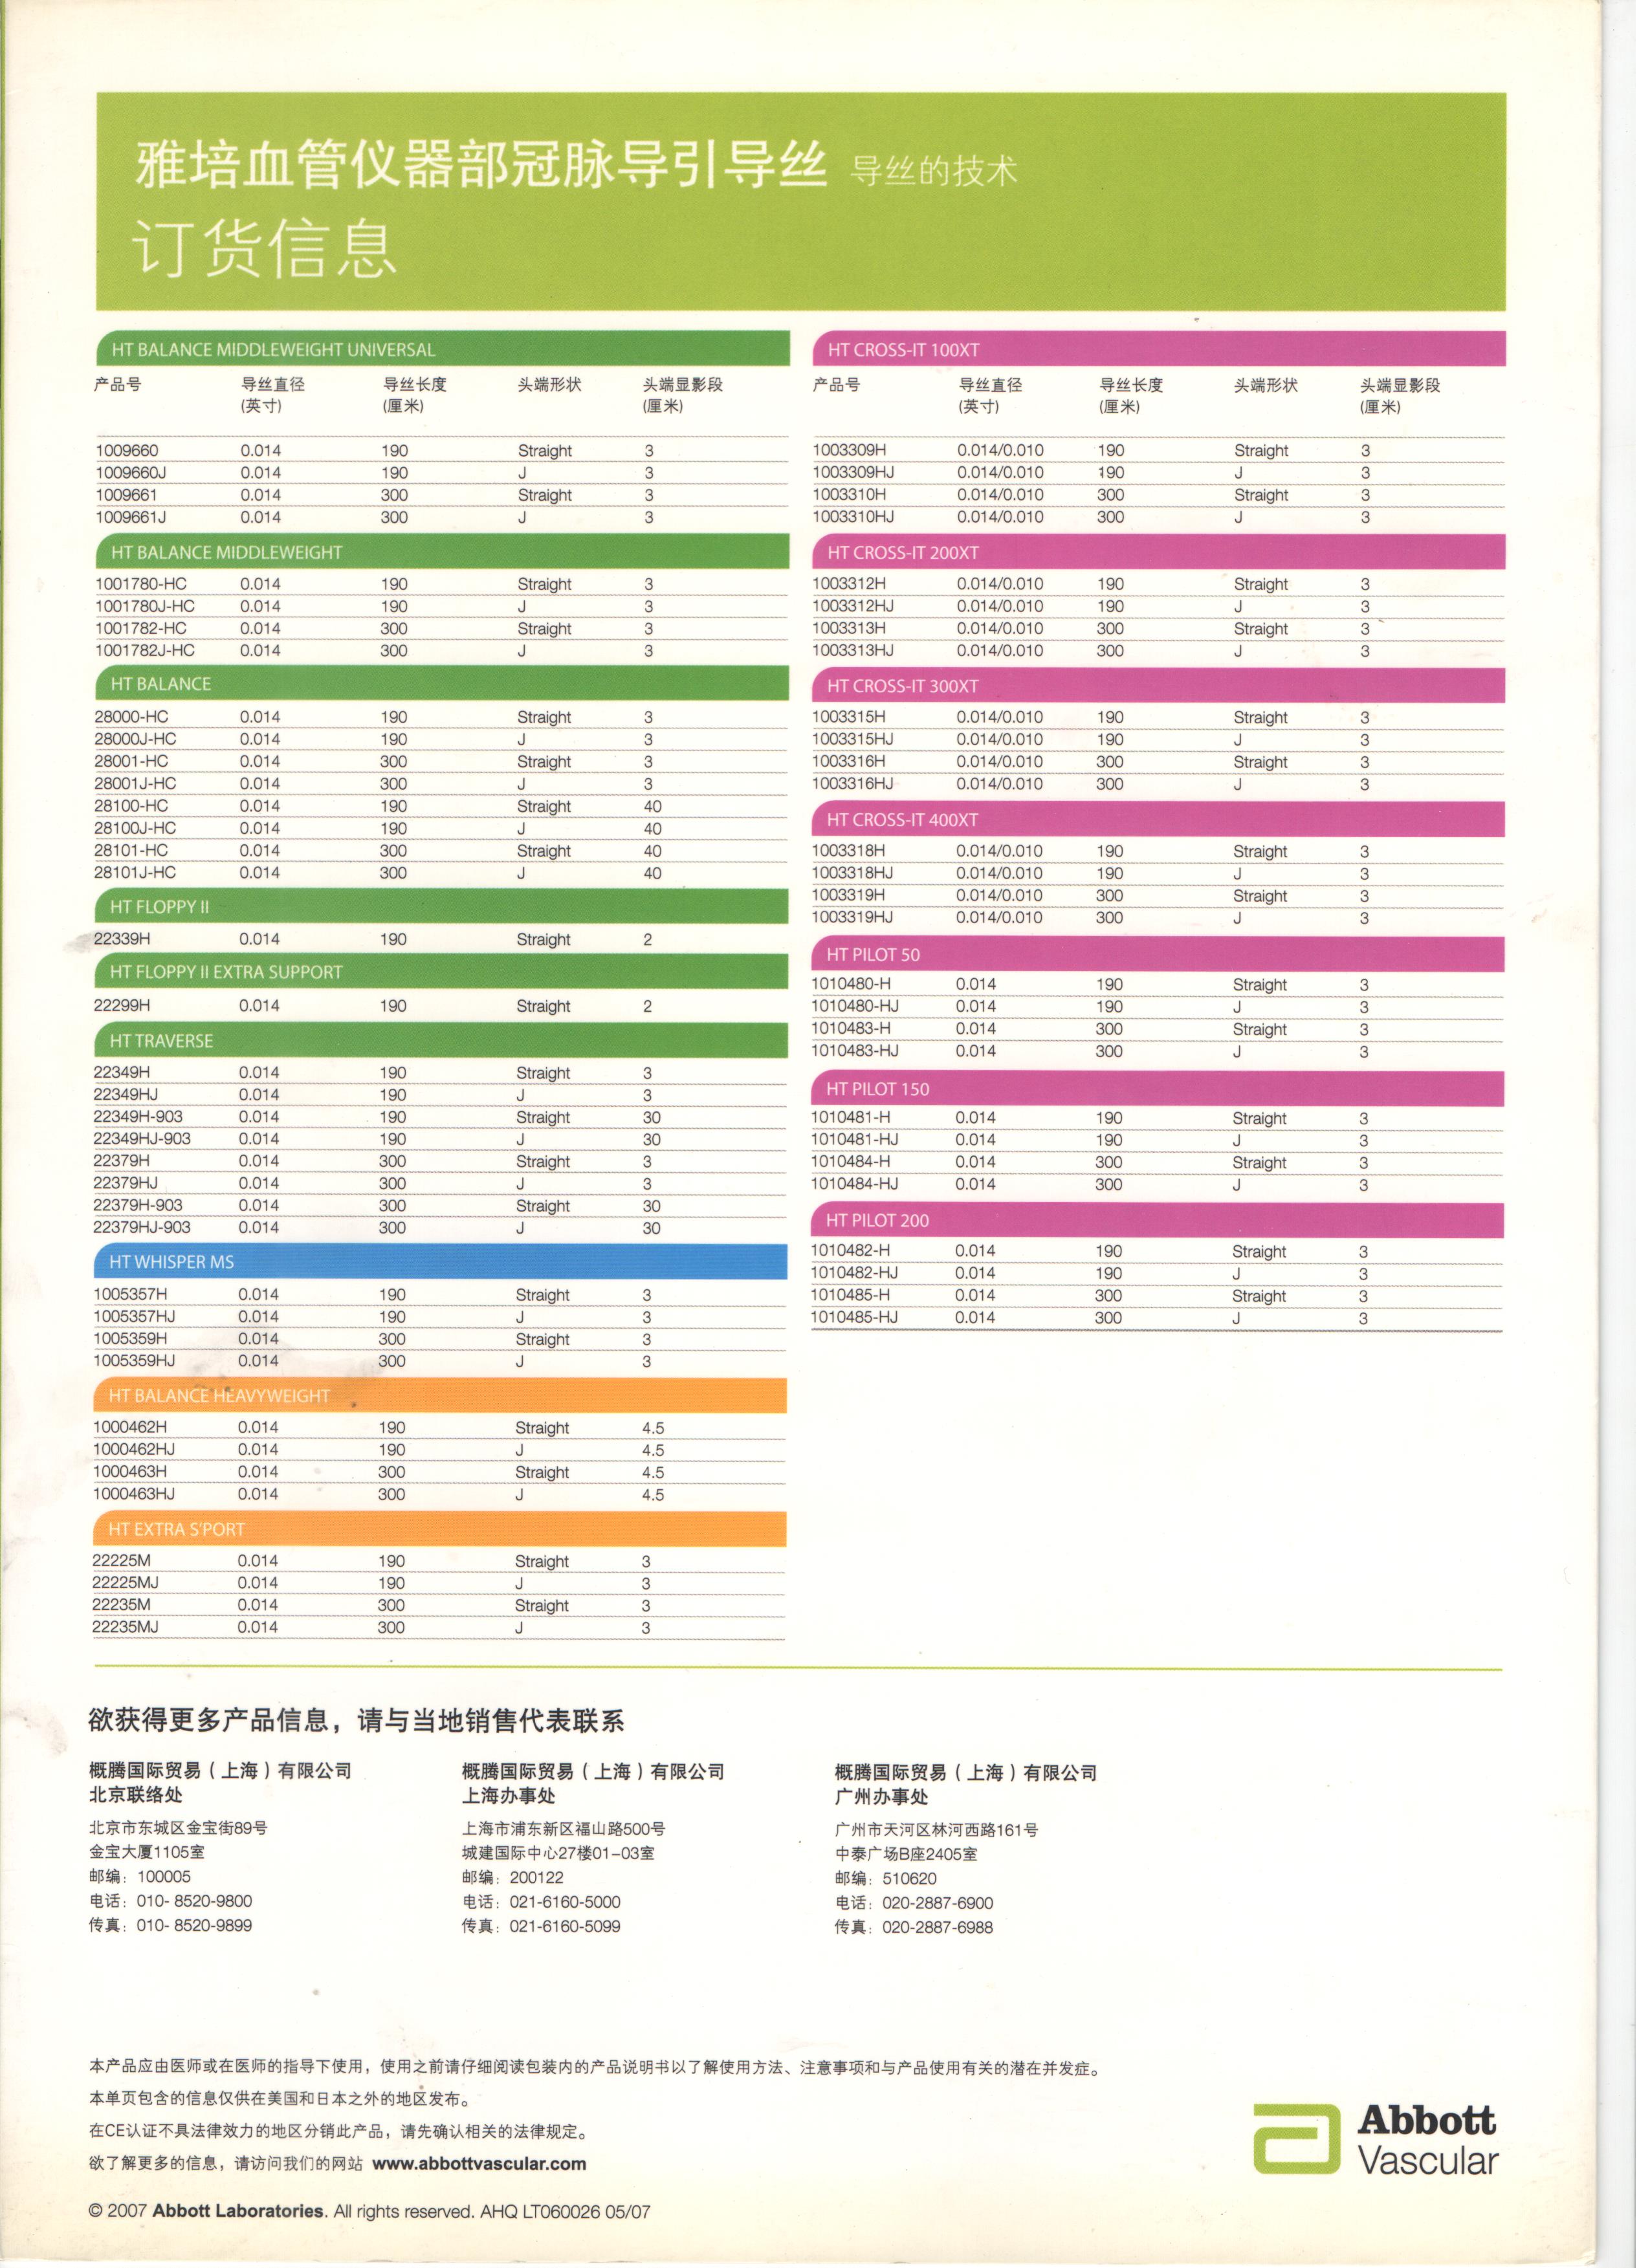 雅培血管仪器部冠脉导引导丝 导丝的技术
订货信息
HT BALANCE MIDDLEWEIGHT UNIVERSAL
产品号 导丝直径 导丝长度 头端形状 头端显影段
(英寸) (厘米) (厘米)
1009660 0.014 190 Straight 3
1009660J 0.014 190 J 3
1009661 0.014 300 Straight 3
1009661J 0.014 300 J 3
HT BALANCE MIDDLEWEIGHT
1001780-HC 0.014 190 Straight 3
1001780J-HC 0.014 190 J 3
1001782-HC 0.014 300 Straight 3
1001782J-HC 0.014 300 J 3
HT BALANCE
28000-HC 0.014 190 Straight 3
28000J-HC 0.014 190 J 3
28001-HC 0.014 300 Straight 3
28001J-HC 0.014 300 J 3
28100-HC 0.014 190 Straight 40
28100J-HC 0.014 190 J 40
28101-HC 0.014 300 Straight 40
28101J-HC 0.014 300 J 40
HT FLOPPY II
22339H 0.014 190 Straight 2
HT FLOPPY II EXTRA SUPPORT
22299H 0.014 190 Straight 2
HT TRAVERSE
22349H 0.014 190 Straight 3
22349HJ 0.014 190 J 3
22349H-903 0.014 190 Straight 30
22349HJ-903 0.014 190 J 30
22379H 0.014 300 Straight 3
22379HJ 0.014 300 J 3
22379H-903 0.014 300 Straight 30
22379HJ-903 0.014 300 J 30
HT WHISPER MS
1005357H 0.014 190 Straight 3
1005357HJ 0.014 190 J 3
1005359H 0.014 300 Straight 3
1005359HJ 0.014 300 J 3
HT BALANCE HEAVYWEIGHT
1000462H 0.014 190 Straight 4.5
1000462HJ 0.014 190 J 4.5
1000463H 0.014 300 Straight 4.5
1000463HJ 0.014 300 J 4.5
HT EXTRA S'PORT
22225M 0.014 190 Straight 3
22225MJ 0.014 190 J 3
22235M 0.014 300 Straight 3
22235MJ 0.014 300 J 3
HT CROSS-IT 100XT
产品号 导丝直径 导丝长度 头端形状 头端显影段
(英寸) (厘米) (厘米)
1003309H 0.014/0.010 190 Straight 3
1003309HJ 0.014/0.010 190 J 3
1003310H 0.014/0.010 300 Straight 3
1003310HJ 0.014/0.010 300 J 3
HT CROSS-IT 200XT
1003312H 0.014/0.010 190 Straight 3
1003312HJ 0.014/0.010 190 J 3
1003313H 0.014/0.010 300 Straight 3
1003313HJ 0.014/0.010 300 J 3
HT CROSS-IT 300XT
1003315H 0.014/0.010 190 Straight 3
1003315HJ 0.014/0.010 190 J 3
1003316H 0.014/0.010 300 Straight 3
1003316HJ 0.014/0.010 300 J 3
HT CROSS-IT 400XT
1003318H 0.014/0.010 190 Straight 3
1003318HJ 0.014/0.010 190 J 3
1003319H 0.014/0.010 300 Straight 3
1003319HJ 0.014/0.010 300 J 3
HT PILOT 50
1010480-H 0.014 190 Straight 3
1010480-HJ 0.014 190 J 3
1010483-H 0.014 300 Straight 3
1010483-HJ 0.014 300 J 3
HT PILOT 150
1010481-H 0.014 190 Straight 3
1010481-HJ 0.014 190 J 3
1010484-H 0.014 300 Straight 3
1010484-HJ 0.014 300 J 3
HT PILOT 200
1010482-H 0.014 190 Straight 3
1010482-HJ 0.014 190 J 3
1010485-H 0.014 300 Straight 3
1010485-HJ 0.014 300 J 3
欲获得更多产品信息，请与当地销售代表联系
概腾国际贸易（上海）有限公司
北京联络处
北京市东城区金宝街89号
金宝大厦1105室
邮编：100005
电话：010- 8520-9800
传真：010- 8520-9899
概腾国际贸易（上海）有限公司
上海办事处
上海市浦东新区福山路500号
城建国际中心27楼01–03室
邮编：200122
电话：021-6160-5000
传真：021-6160-5099
概腾国际贸易（上海）有限公司
广州办事处
广州市天河区林河西路161号
中泰广场B座2405室
邮编：510620
电话：020-2887-6900
传真：020-2887-6988
本产品应由医师或在医师的指导下使用，使用之前请仔细阅读包装内的产品说明书以了解使用方法、注意事项和与产品使用有关的潜在并发症。
本单页包含的信息仅供在美国和日本之外的地区发布。
在CE认证不具法律效力的地区分销此产品，请先确认相关的法律规定。
欲了解更多的信息，请访问我们的网站 www.abbottvascular.com
© 2007 Abbott Laboratories. All rights reserved. AHQ LT060026 05/07
Abbott
Vascular